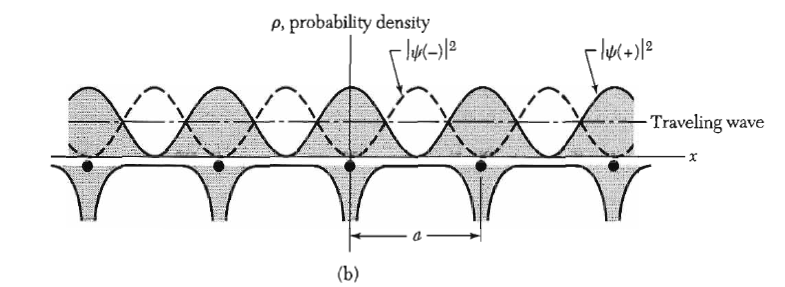 ρ, probability density
|ψ(−)|²
|ψ(+)|²
Traveling wave
x
a
(b)